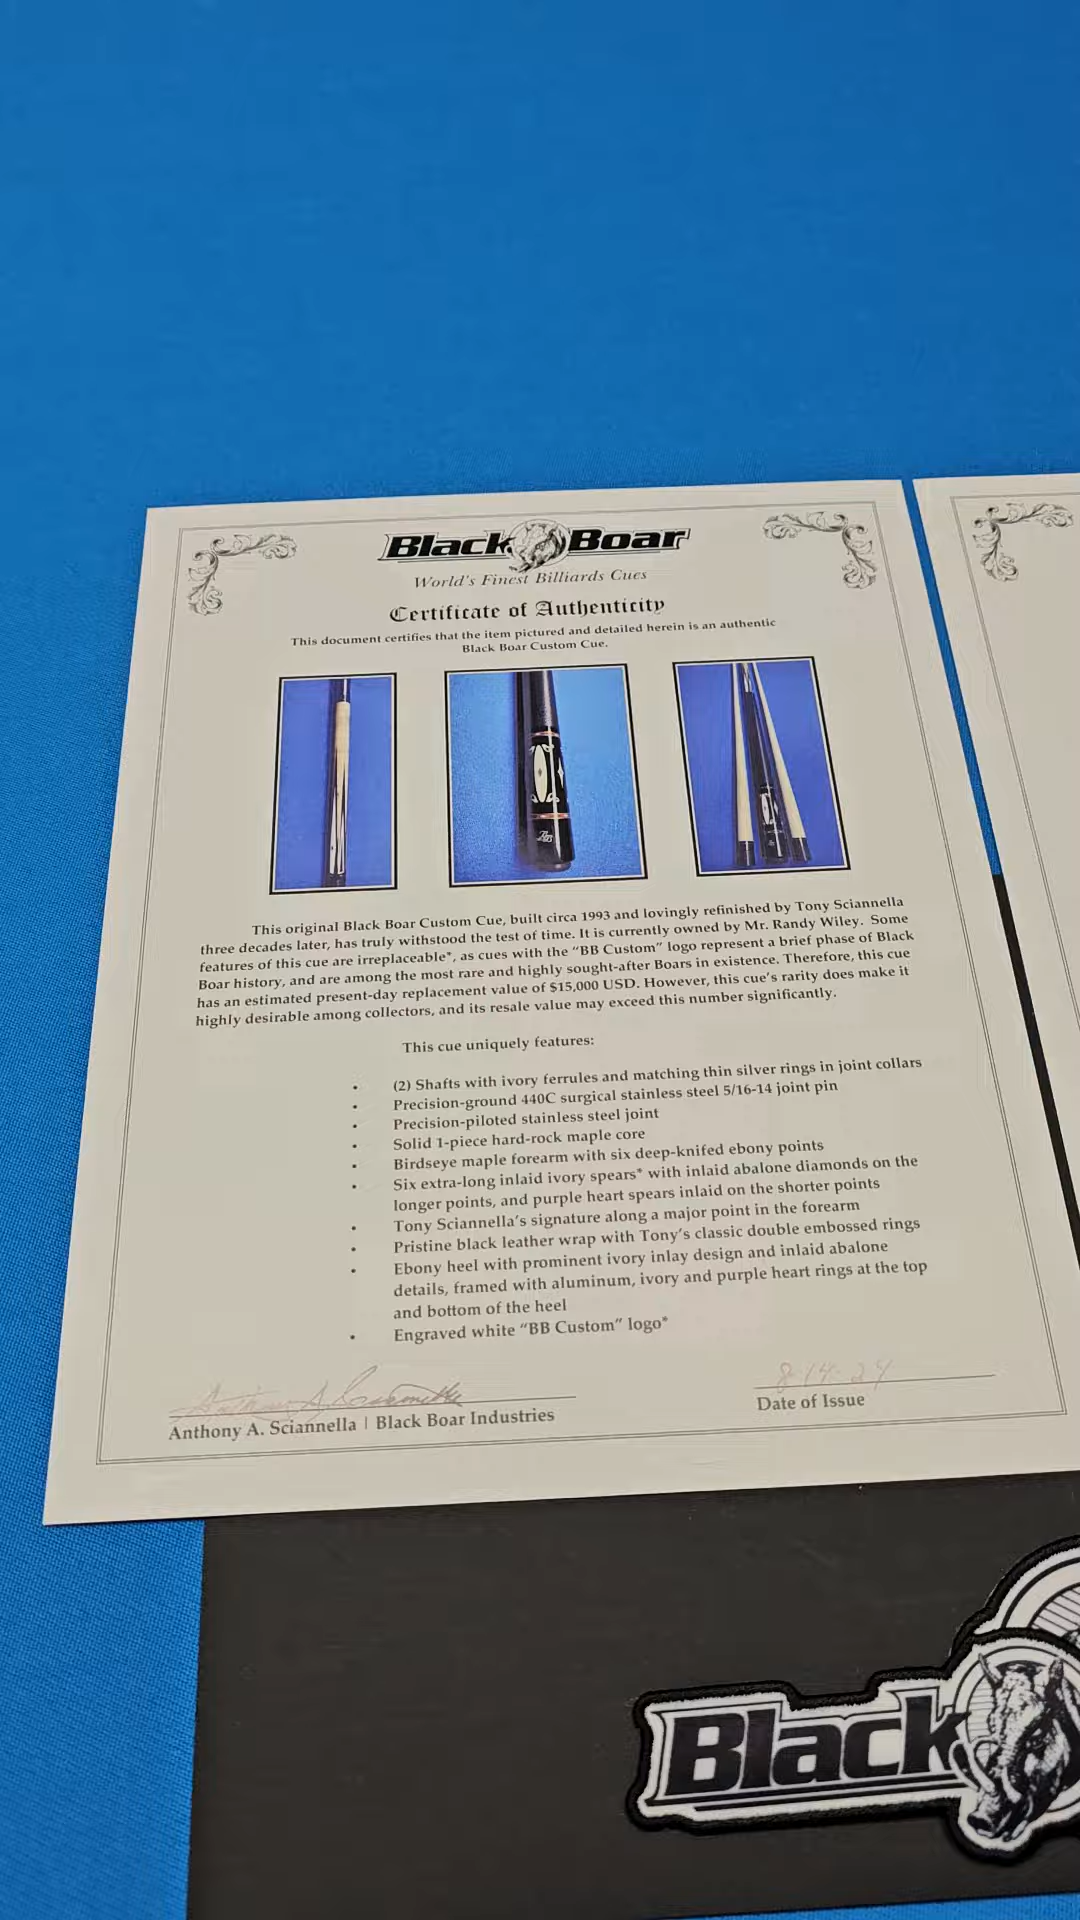 Black Boar
World's Finest Billiards Cues
Certificate of Authenticity
This document certifies that the item pictured and detailed herein is an authentic
Black Boar Custom Cue.
This original Black Boar Custom Cue, built circa 1993 and lovingly refinished by Tony Sciannella
three decades later, has truly withstood the test of time. It is currently owned by Mr. Randy Wiley. Some
features of this cue are irreplaceable*, as cues with the "BB Custom" logo represent a brief phase of Black
Boar history, and are among the most rare and highly sought-after Boars in existence. Therefore, this cue
has an estimated present-day replacement value of $15,000 USD. However, this cue's rarity does make it
highly desirable among collectors, and its resale value may exceed this number significantly.
This cue uniquely features:
• (2) Shafts with ivory ferrules and matching thin silver rings in joint collars
• Precision-ground 440C surgical stainless steel 5/16-14 joint pin
• Precision-piloted stainless steel joint
• Solid 1-piece hard-rock maple core
• Birdseye maple forearm with six deep-knifed ebony points
• Six extra-long inlaid ivory spears* with inlaid abalone diamonds on the
longer points, and purple heart spears inlaid on the shorter points
• Tony Sciannella's signature along a major point in the forearm
• Pristine black leather wrap with Tony's classic double embossed rings
• Ebony heel with prominent ivory inlay design and inlaid abalone
details, framed with aluminum, ivory and purple heart rings at the top
and bottom of the heel
• Engraved white "BB Custom" logo*
Anthony A. Sciannella 8-14-24
Anthony A. Sciannella | Black Boar Industries Date of Issue
Black